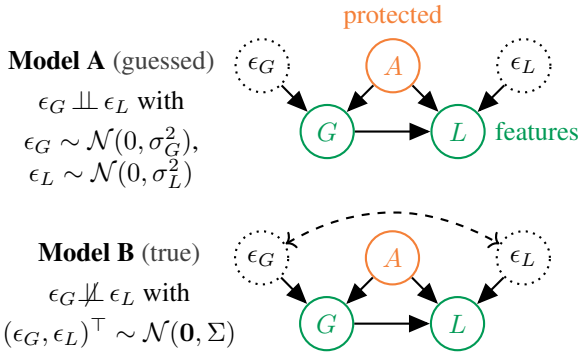 protected
Model A (guessed)
ϵ_G ⫫ ϵ_L with
ϵ_G ∼ 𝒩(0, σ_G^2),
ϵ_L ∼ 𝒩(0, σ_L^2)
ϵ_G A ϵ_L
G L features
Model B (true)
ϵ_G ⫫̸ ϵ_L with
(ϵ_G, ϵ_L)^⊤ ∼ 𝒩(𝟎, Σ)
ϵ_G A ϵ_L
G L